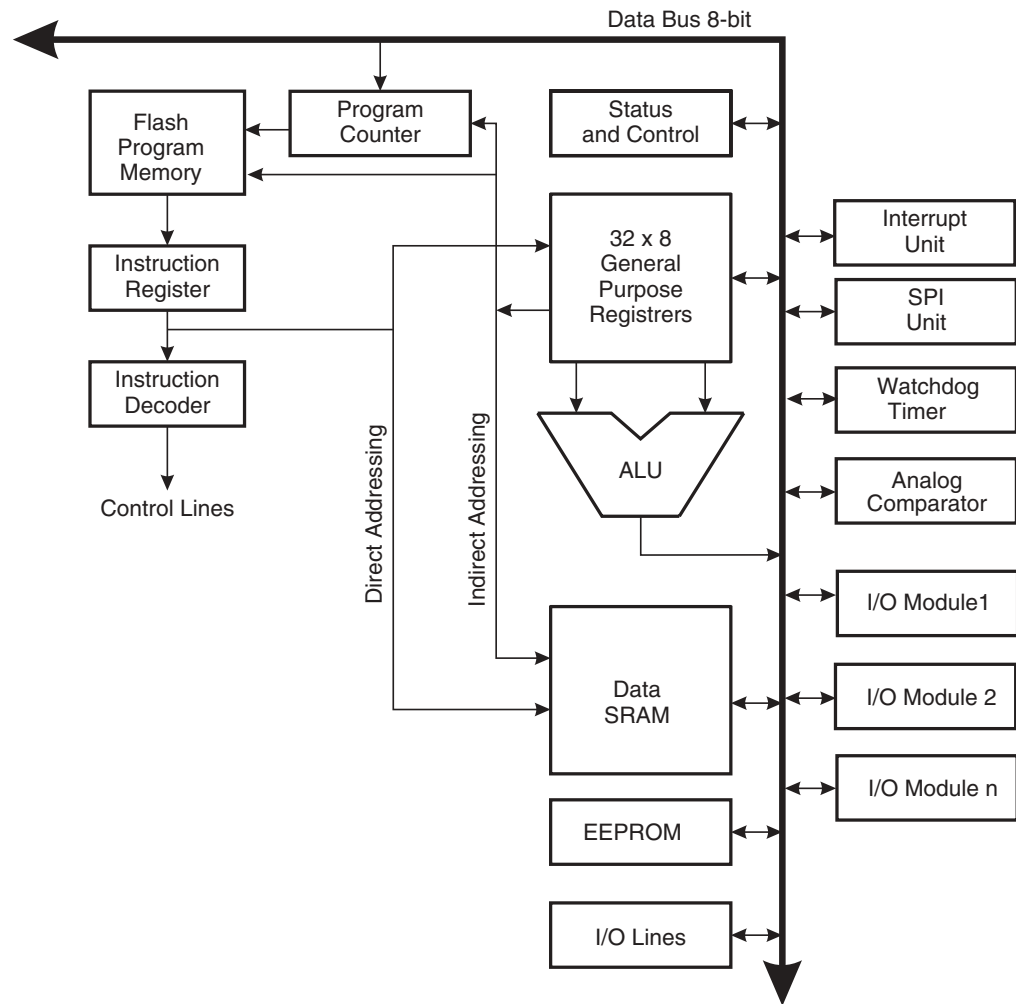 Data Bus 8-bit
Flash
Program
Memory
Program
Counter
Status
and Control
Interrupt
Unit
32 x 8
General
Purpose
Registrers
Instruction
Register
SPI
Unit
Instruction
Decoder
Watchdog
Timer
Direct Addressing
Indirect Addressing
ALU
Analog
Comparator
Control Lines
I/O Module1
Data
SRAM
I/O Module 2
I/O Module n
EEPROM
I/O Lines